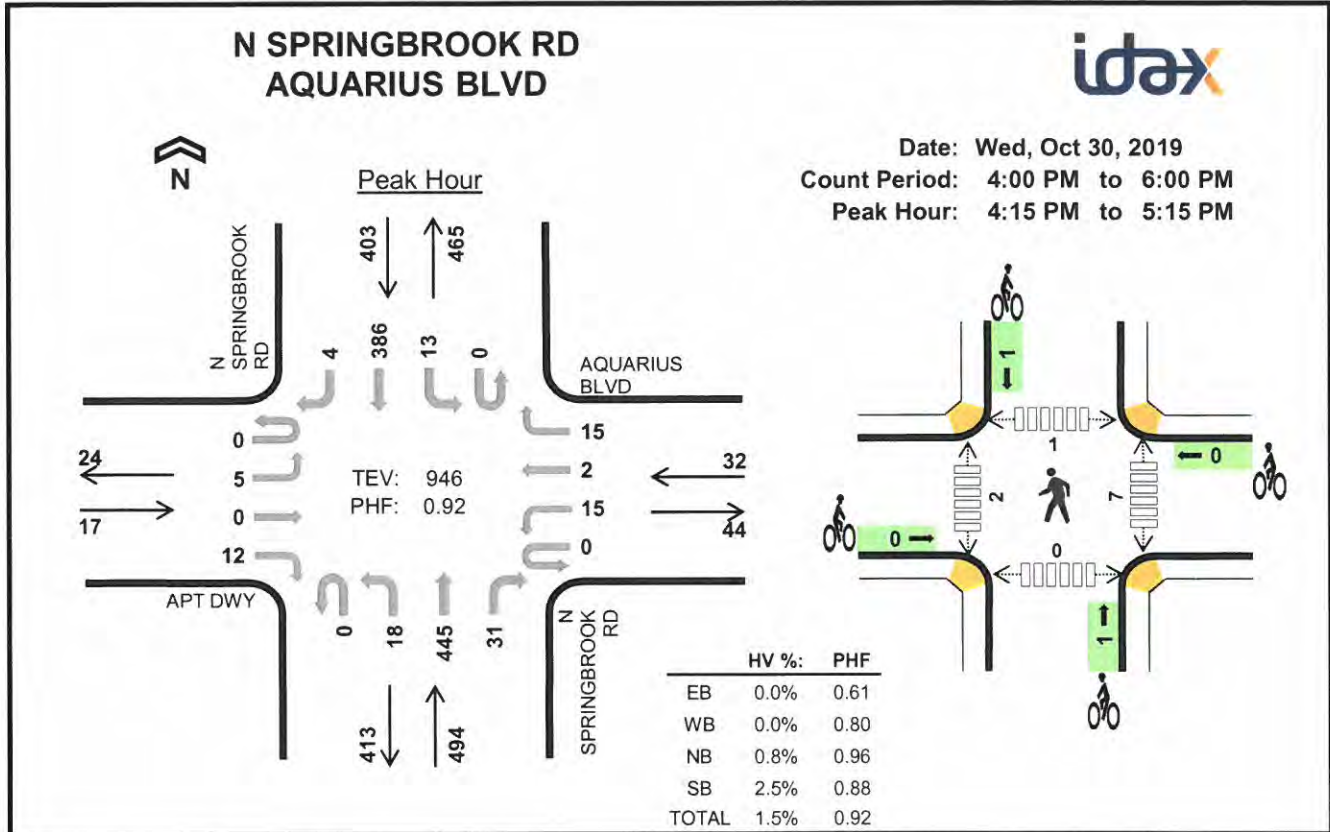 N SPRINGBROOK RD
AQUARIUS BLVD
idax
Date: Wed, Oct 30, 2019
Count Period: 4:00 PM to 6:00 PM
Peak Hour: 4:15 PM to 5:15 PM
N
Peak Hour
403
465
N
SPRINGBROOK
RD
4
386
13
0
AQUARIUS
BLVD
0
5
0
12
24
17
TEV: 946
PHF: 0.92
15
2
15
0
32
44
APT DWY
0
18
445
31
N
SPRINGBROOK
RD
413
494
1
0
1
2
7
0
0
1
HV %: PHF
EB 0.0% 0.61
WB 0.0% 0.80
NB 0.8% 0.96
SB 2.5% 0.88
TOTAL 1.5% 0.92